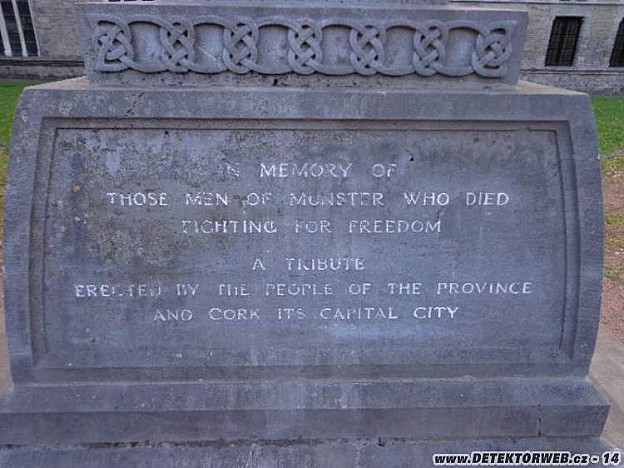 IN MEMORY OF
THOSE MEN OF MUNSTER WHO DIED
FIGHTING FOR FREEDOM
A TRIBUTE
ERECTED BY THE PEOPLE OF THE PROVINCE
AND CORK ITS CAPITAL CITY
www.DETEKTORWEB.cz - 14